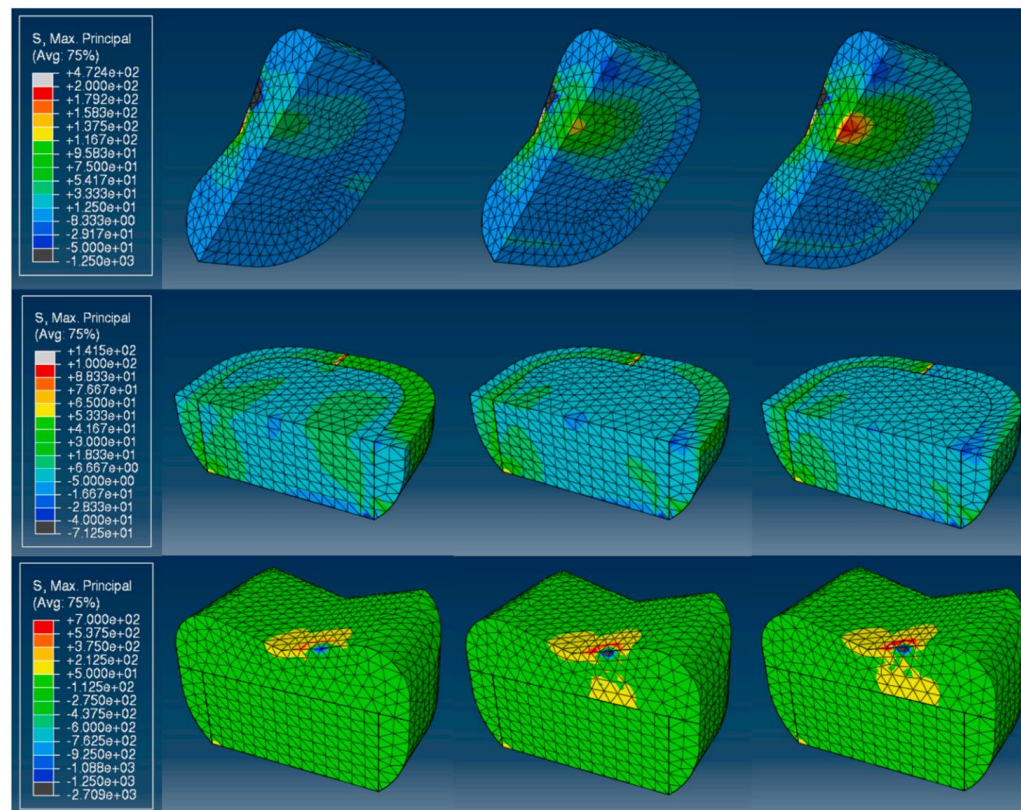 S, Max. Principal
(Avg: 75%)
+4.724e+02
+2.000e+02
+1.792e+02
+1.583e+02
+1.375e+02
+1.167e+02
+9.583e+01
+7.500e+01
+5.417e+01
+3.333e+01
+1.250e+01
-8.333e+00
-2.917e+01
-5.000e+01
-1.250e+03
S, Max. Principal
(Avg: 75%)
+1.415e+02
+1.000e+02
+8.833e+01
+7.667e+01
+6.500e+01
+5.333e+01
+4.167e+01
+3.000e+01
+1.833e+01
+6.667e+00
-5.000e+00
-1.667e+01
-2.833e+01
-4.000e+01
-7.125e+01
S, Max. Principal
(Avg: 75%)
+7.000e+02
+5.375e+02
+3.750e+02
+2.125e+02
+5.000e+01
-1.125e+02
-2.750e+02
-4.375e+02
-6.000e+02
-7.625e+02
-9.250e+02
-1.088e+03
-1.250e+03
-2.709e+03